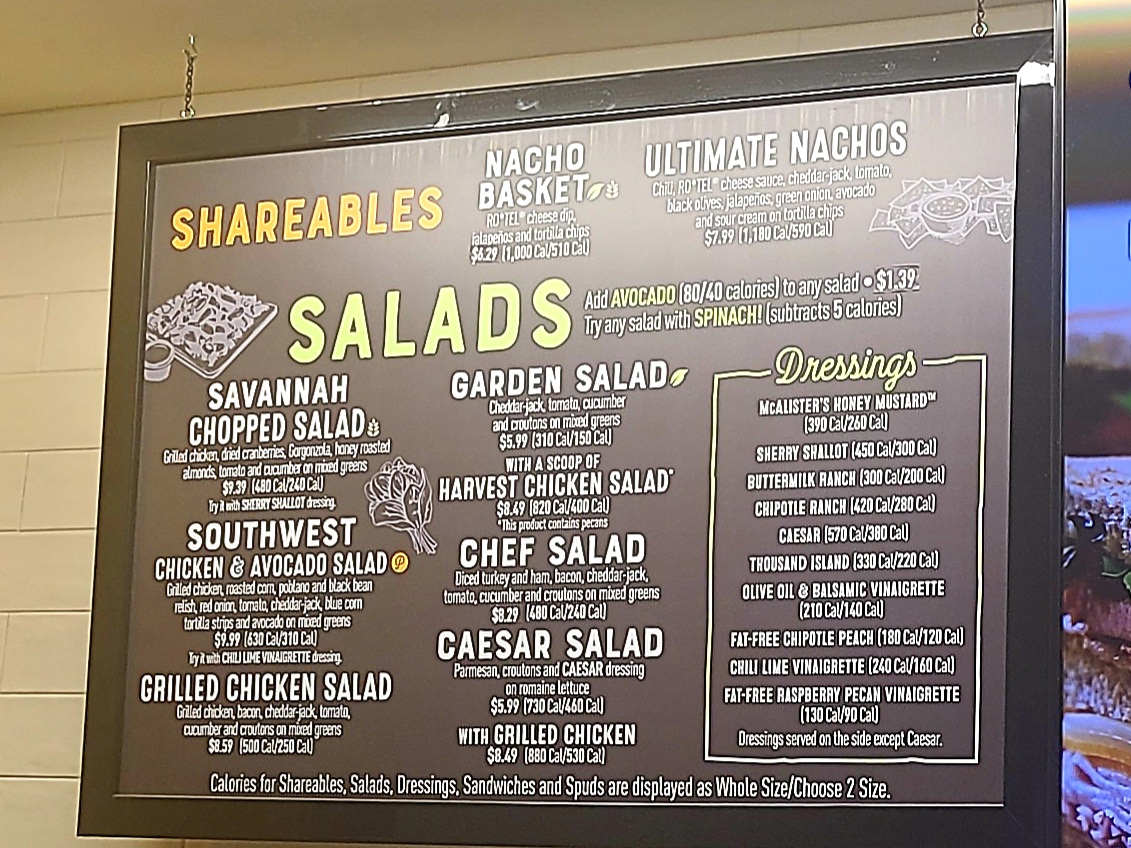 SHAREABLES
NACHO
BASKET
RO*TEL® cheese dip,
jalapeños and tortilla chips
$6.29 (1,000 Cal/510 Cal)
ULTIMATE NACHOS
Chili, RO*TEL® cheese sauce, cheddar-jack, tomato,
black olives, jalapeños, green onion, avocado
and sour cream on tortilla chips
$7.99 (1,180 Cal/590 Cal)
SALADS
Add AVOCADO (80/40 calories) to any salad • $1.39
Try any salad with SPINACH! (subtracts 5 calories)
SAVANNAH
CHOPPED SALAD
Grilled chicken, dried cranberries, Gorgonzola, honey roasted
almonds, tomato and cucumber on mixed greens
$9.39 (480 Cal/240 Cal)
Try it with SHERRY SHALLOT dressing.
SOUTHWEST
CHICKEN & AVOCADO SALAD P
Grilled chicken, roasted corn, poblano and black bean
relish, red onion, tomato, cheddar-jack, blue corn
tortilla strips and avocado on mixed greens
$9.99 (630 Cal/310 Cal)
Try it with CHILI LIME VINAIGRETTE dressing.
GRILLED CHICKEN SALAD
Grilled chicken, bacon, cheddar-jack, tomato,
cucumber and croutons on mixed greens
$8.59 (500 Cal/250 Cal)
GARDEN SALAD
Cheddar-jack, tomato, cucumber
and croutons on mixed greens
$5.99 (310 Cal/150 Cal)
WITH A SCOOP OF
HARVEST CHICKEN SALAD*
$8.49 (820 Cal/400 Cal)
*This product contains pecans
CHEF SALAD
Diced turkey and ham, bacon, cheddar-jack,
tomato, cucumber and croutons on mixed greens
$8.29 (480 Cal/240 Cal)
CAESAR SALAD
Parmesan, croutons and CAESAR dressing
on romaine lettuce
$5.99 (730 Cal/460 Cal)
WITH GRILLED CHICKEN
$8.49 (880 Cal/530 Cal)
Dressings
McALISTER'S HONEY MUSTARD™
(390 Cal/260 Cal)
SHERRY SHALLOT (450 Cal/300 Cal)
BUTTERMILK RANCH (300 Cal/200 Cal)
CHIPOTLE RANCH (420 Cal/280 Cal)
CAESAR (570 Cal/380 Cal)
THOUSAND ISLAND (330 Cal/220 Cal)
OLIVE OIL & BALSAMIC VINAIGRETTE
(210 Cal/140 Cal)
FAT-FREE CHIPOTLE PEACH (180 Cal/120 Cal)
CHILI LIME VINAIGRETTE (240 Cal/160 Cal)
FAT-FREE RASPBERRY PECAN VINAIGRETTE
(130 Cal/90 Cal)
Dressings served on the side except Caesar.
Calories for Shareables, Salads, Dressings, Sandwiches and Spuds are displayed as Whole Size/Choose 2 Size.